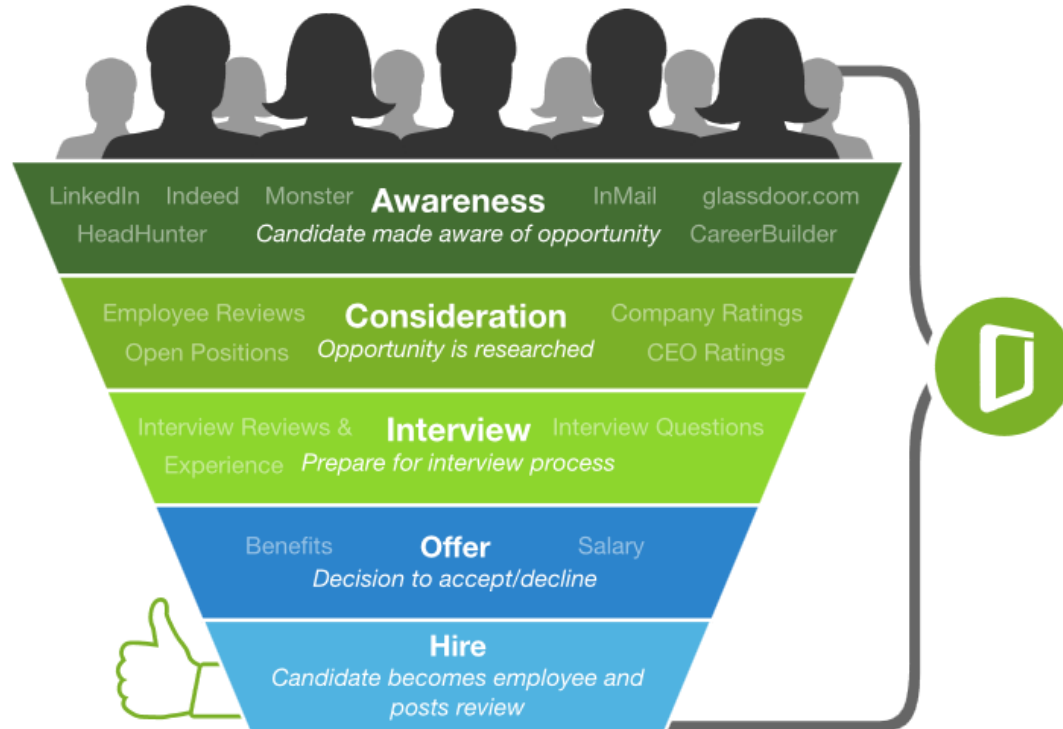 LinkedIn Indeed Monster Awareness InMail glassdoor.com
HeadHunter Candidate made aware of opportunity CareerBuilder
Employee Reviews Consideration Company Ratings
Open Positions Opportunity is researched CEO Ratings
Interview Reviews & Interview Interview Questions
Experience Prepare for interview process
Benefits Offer Salary
Decision to accept/decline
Hire
Candidate becomes employee and
posts review